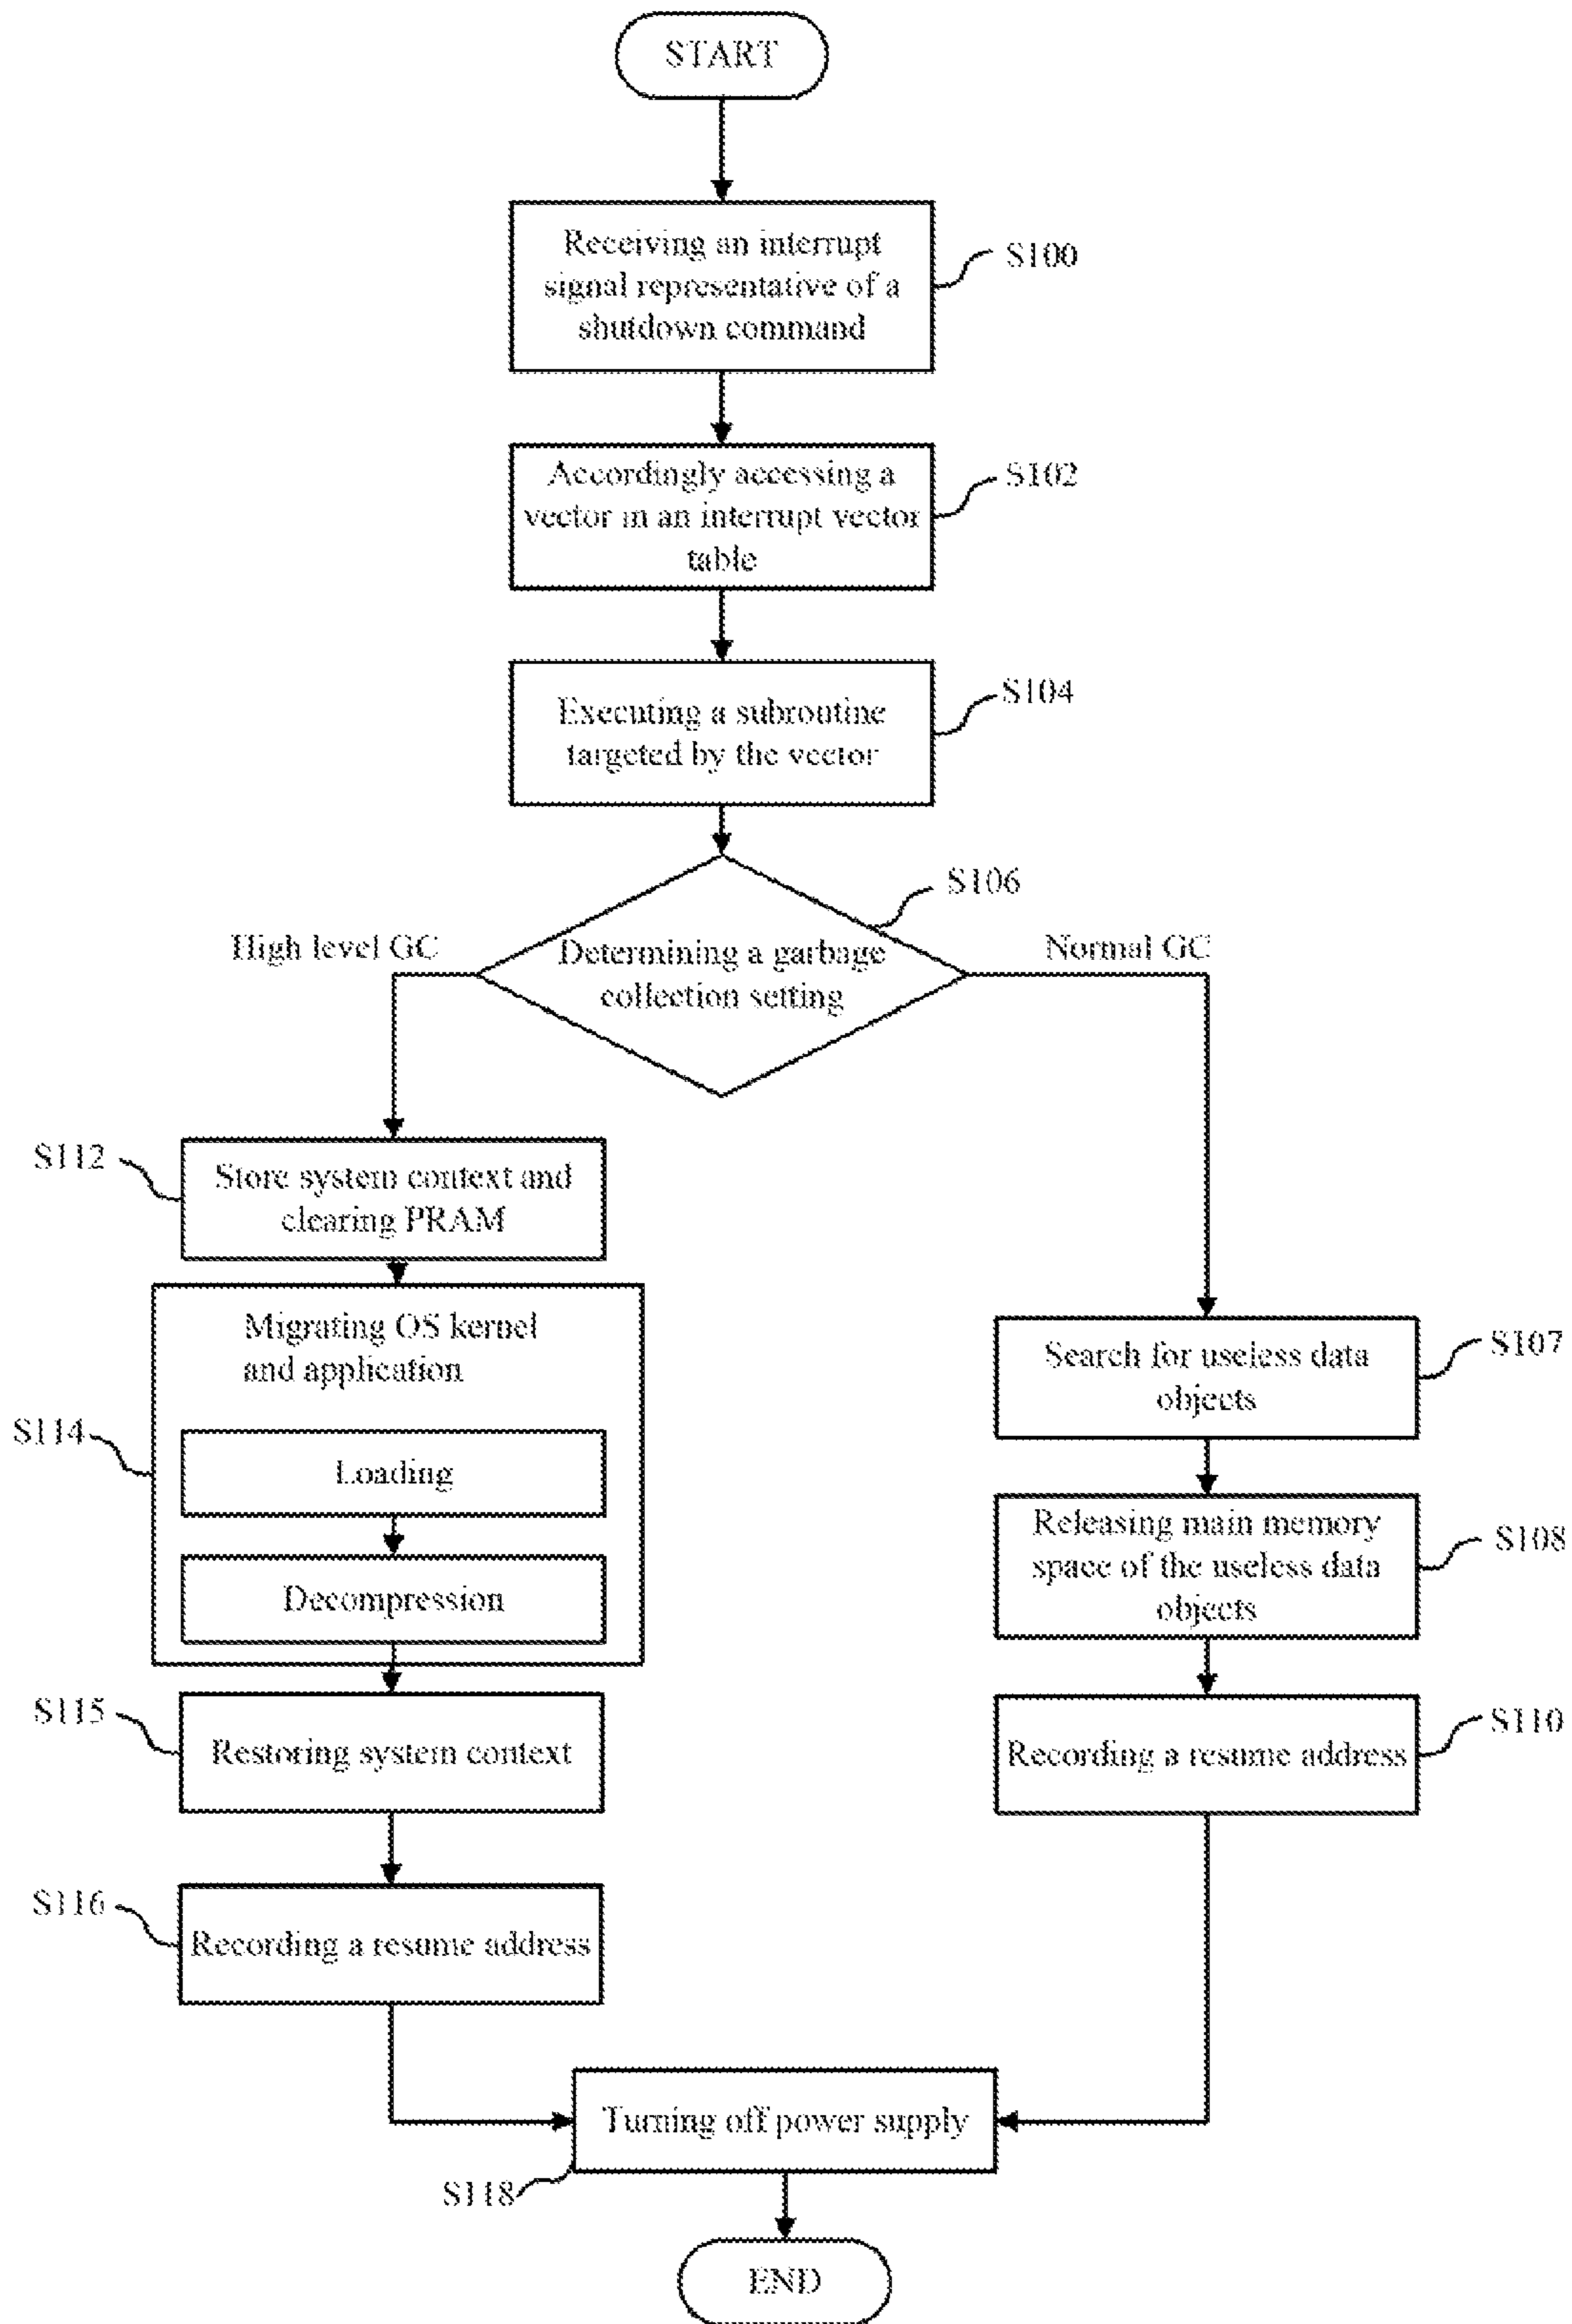 START
Receiving an interrupt
signal representative of a
shutdown command
S100
Accordingly accessing a
vector in an interrupt vector
table
S102
Executing a subroutine
targeted by the vector
S104
S106
High level GC
Determining a garbage
collection setting
Normal GC
S112
Store system context and
clearing PRAM
Migrating OS kernel
and application
S114
Loading
Decompression
S115
Restoring system context
S116
Recording a resume address
Search for useless data
objects
S107
Releasing main memory
space of the useless data
objects
S108
Recording a resume address
S110
Turning off power supply
S118
END